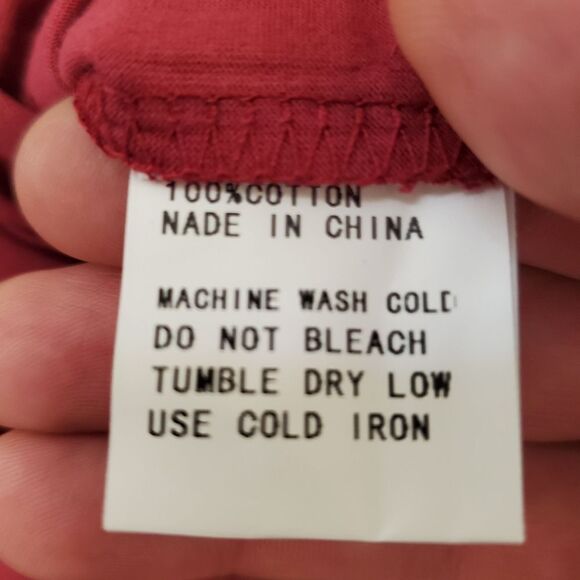 100%COTTON
NADE IN CHINA
MACHINE WASH COLD
DO NOT BLEACH
TUMBLE DRY LOW
USE COLD IRON